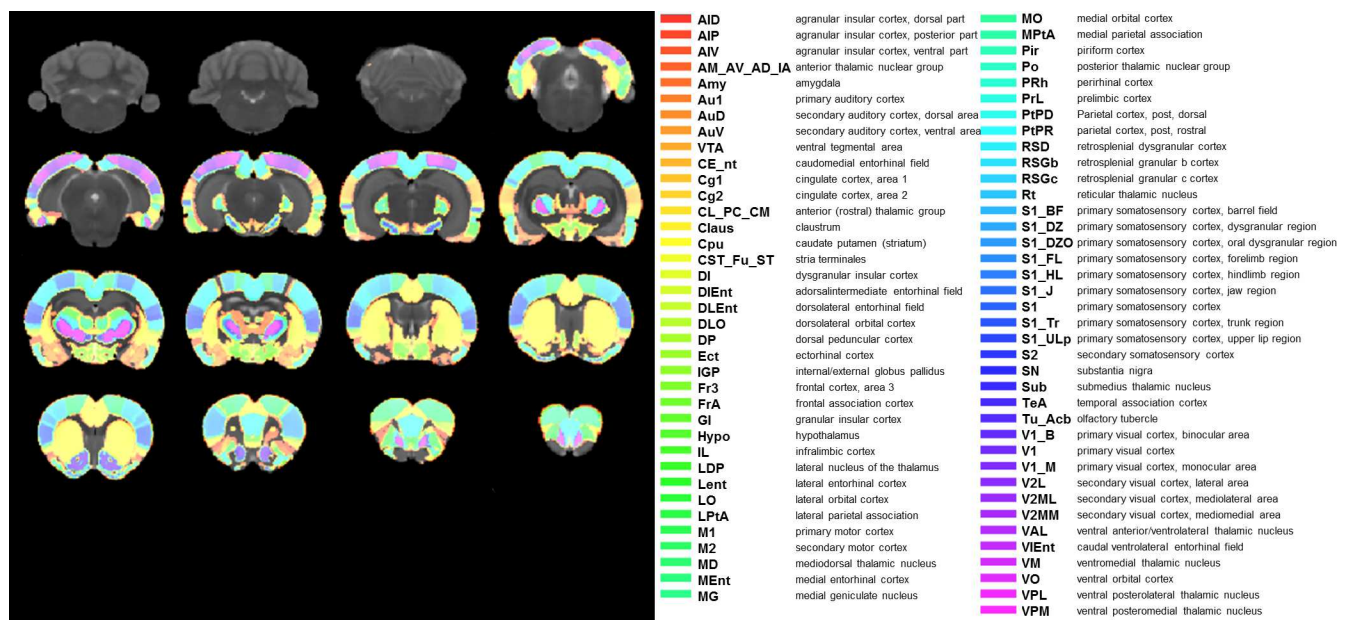 AID agranular insular cortex, dorsal part
AIP agranular insular cortex, posterior part
AIV agranular insular cortex, ventral part
AM_AV_AD_IA anterior thalamic nuclear group
Amy amygdala
Au1 primary auditory cortex
AuD secondary auditory cortex, dorsal area
AuV secondary auditory cortex, ventral area
VTA ventral tegmental area
CE_nt caudomedial entorhinal field
Cg1 cingulate cortex, area 1
Cg2 cingulate cortex, area 2
CL_PC_CM anterior (rostral) thalamic group
Claus claustrum
Cpu caudate putamen (striatum)
CST_Fu_ST stria terminales
DI dysgranular insular cortex
DIEnt adorsalintermediate entorhinal field
DLEnt dorsolateral entorhinal field
DLO dorsolateral orbital cortex
DP dorsal peduncular cortex
Ect ectorhinal cortex
IGP internal/external globus pallidus
Fr3 frontal cortex, area 3
FrA frontal association cortex
GI granular insular cortex
Hypo hypothalamus
IL infralimbic cortex
LDP lateral nucleus of the thalamus
Lent lateral entorhinal cortex
LO lateral orbital cortex
LPtA lateral parietal association
M1 primary motor cortex
M2 secondary motor cortex
MD mediodorsal thalamic nucleus
MEnt medial entorhinal cortex
MG medial geniculate nucleus
MO medial orbital cortex
MPtA medial parietal association
Pir piriform cortex
Po posterior thalamic nuclear group
PRh perirhinal cortex
PrL prelimbic cortex
PtPD Parietal cortex, post, dorsal
PtPR parietal cortex, post, rostral
RSD retrosplenial dysgranular cortex
RSGb retrosplenial granular b cortex
RSGc retrosplenial granular c cortex
Rt reticular thalamic nucleus
S1_BF primary somatosensory cortex, barrel field
S1_DZ primary somatosensory cortex, dysgranular region
S1_DZO primary somatosensory cortex, oral dysgranular region
S1_FL primary somatosensory cortex, forelimb region
S1_HL primary somatosensory cortex, hindlimb region
S1_J primary somatosensory cortex, jaw region
S1 primary somatosensory cortex
S1_Tr primary somatosensory cortex, trunk region
S1_ULp primary somatosensory cortex, upper lip region
S2 secondary somatosensory cortex
SN substantia nigra
Sub submedius thalamic nucleus
TeA temporal association cortex
Tu_Acb olfactory tubercle
V1_B primary visual cortex, binocular area
V1 primary visual cortex
V1_M primary visual cortex, monocular area
V2L secondary visual cortex, lateral area
V2ML secondary visual cortex, mediolateral area
V2MM secondary visual cortex, mediomedial area
VAL ventral anterior/ventrolateral thalamic nucleus
VIEnt caudal ventrolateral entorhinal field
VM ventromedial thalamic nucleus
VO ventral orbital cortex
VPL ventral posterolateral thalamic nucleus
VPM ventral posteromedial thalamic nucleus